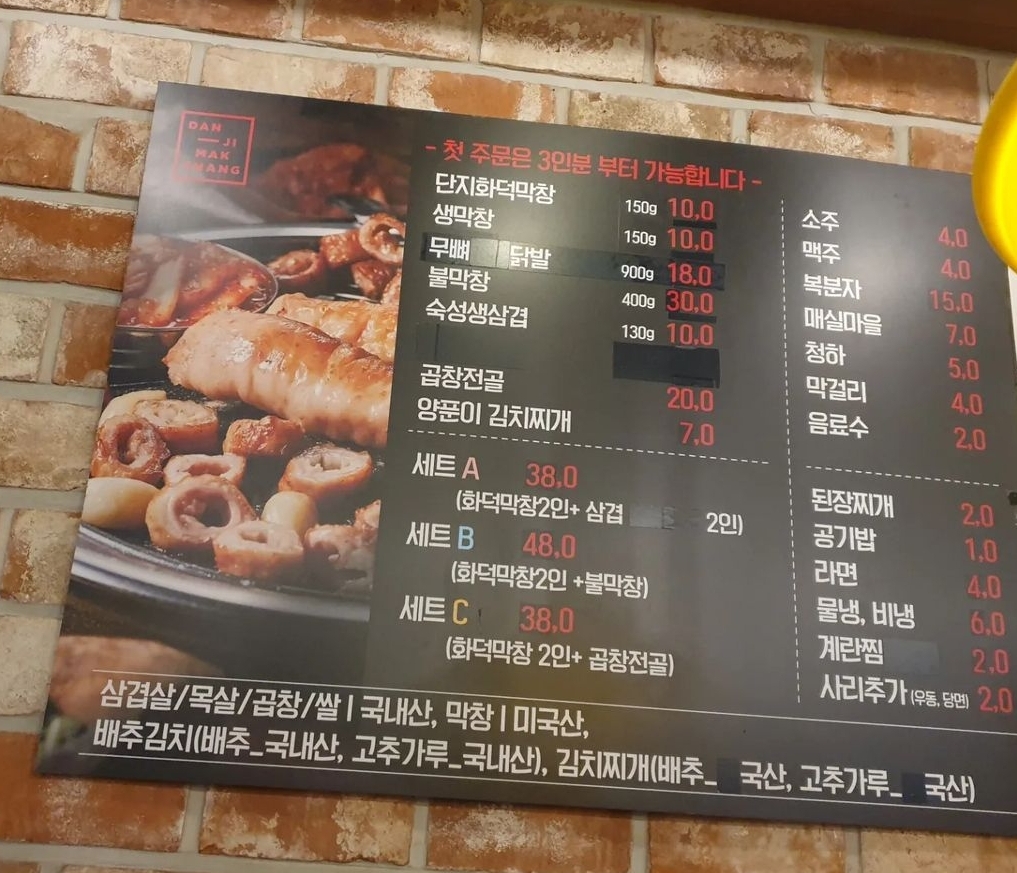 DAN
JI
MAK
- 첫 주문은 3인분 부터 가능합니다 -
단지화덕막창 150g 10,0
생막창 150g 10,0
무뼈 닭발 900g 18,0
불막창 400g 30,0
숙성생삼겹 130g 10,0
곱창전골 20,0
양푼이 김치찌개 7,0
세트 A 38,0
(화덕막창2인+ 삼겹 2인)
세트 B 48,0
(화덕막창2인 +불막창)
세트 C 38,0
(화덕막창 2인+ 곱창전골)
소주 4,0
맥주 4,0
복분자 15,0
매실마을 7,0
청하 5,0
막걸리 4,0
음료수 2,0
된장찌개 2,0
공기밥 1,0
라면 4,0
물냉, 비냉 6,0
계란찜 2,0
사리추가 (우동, 당면) 2,0
삼겹살/목살/곱창/쌀 | 국내산, 막창 | 미국산,
배추김치(배추_국내산, 고추가루_국내산), 김치찌개(배추_ 국산, 고추가루_ 국산)